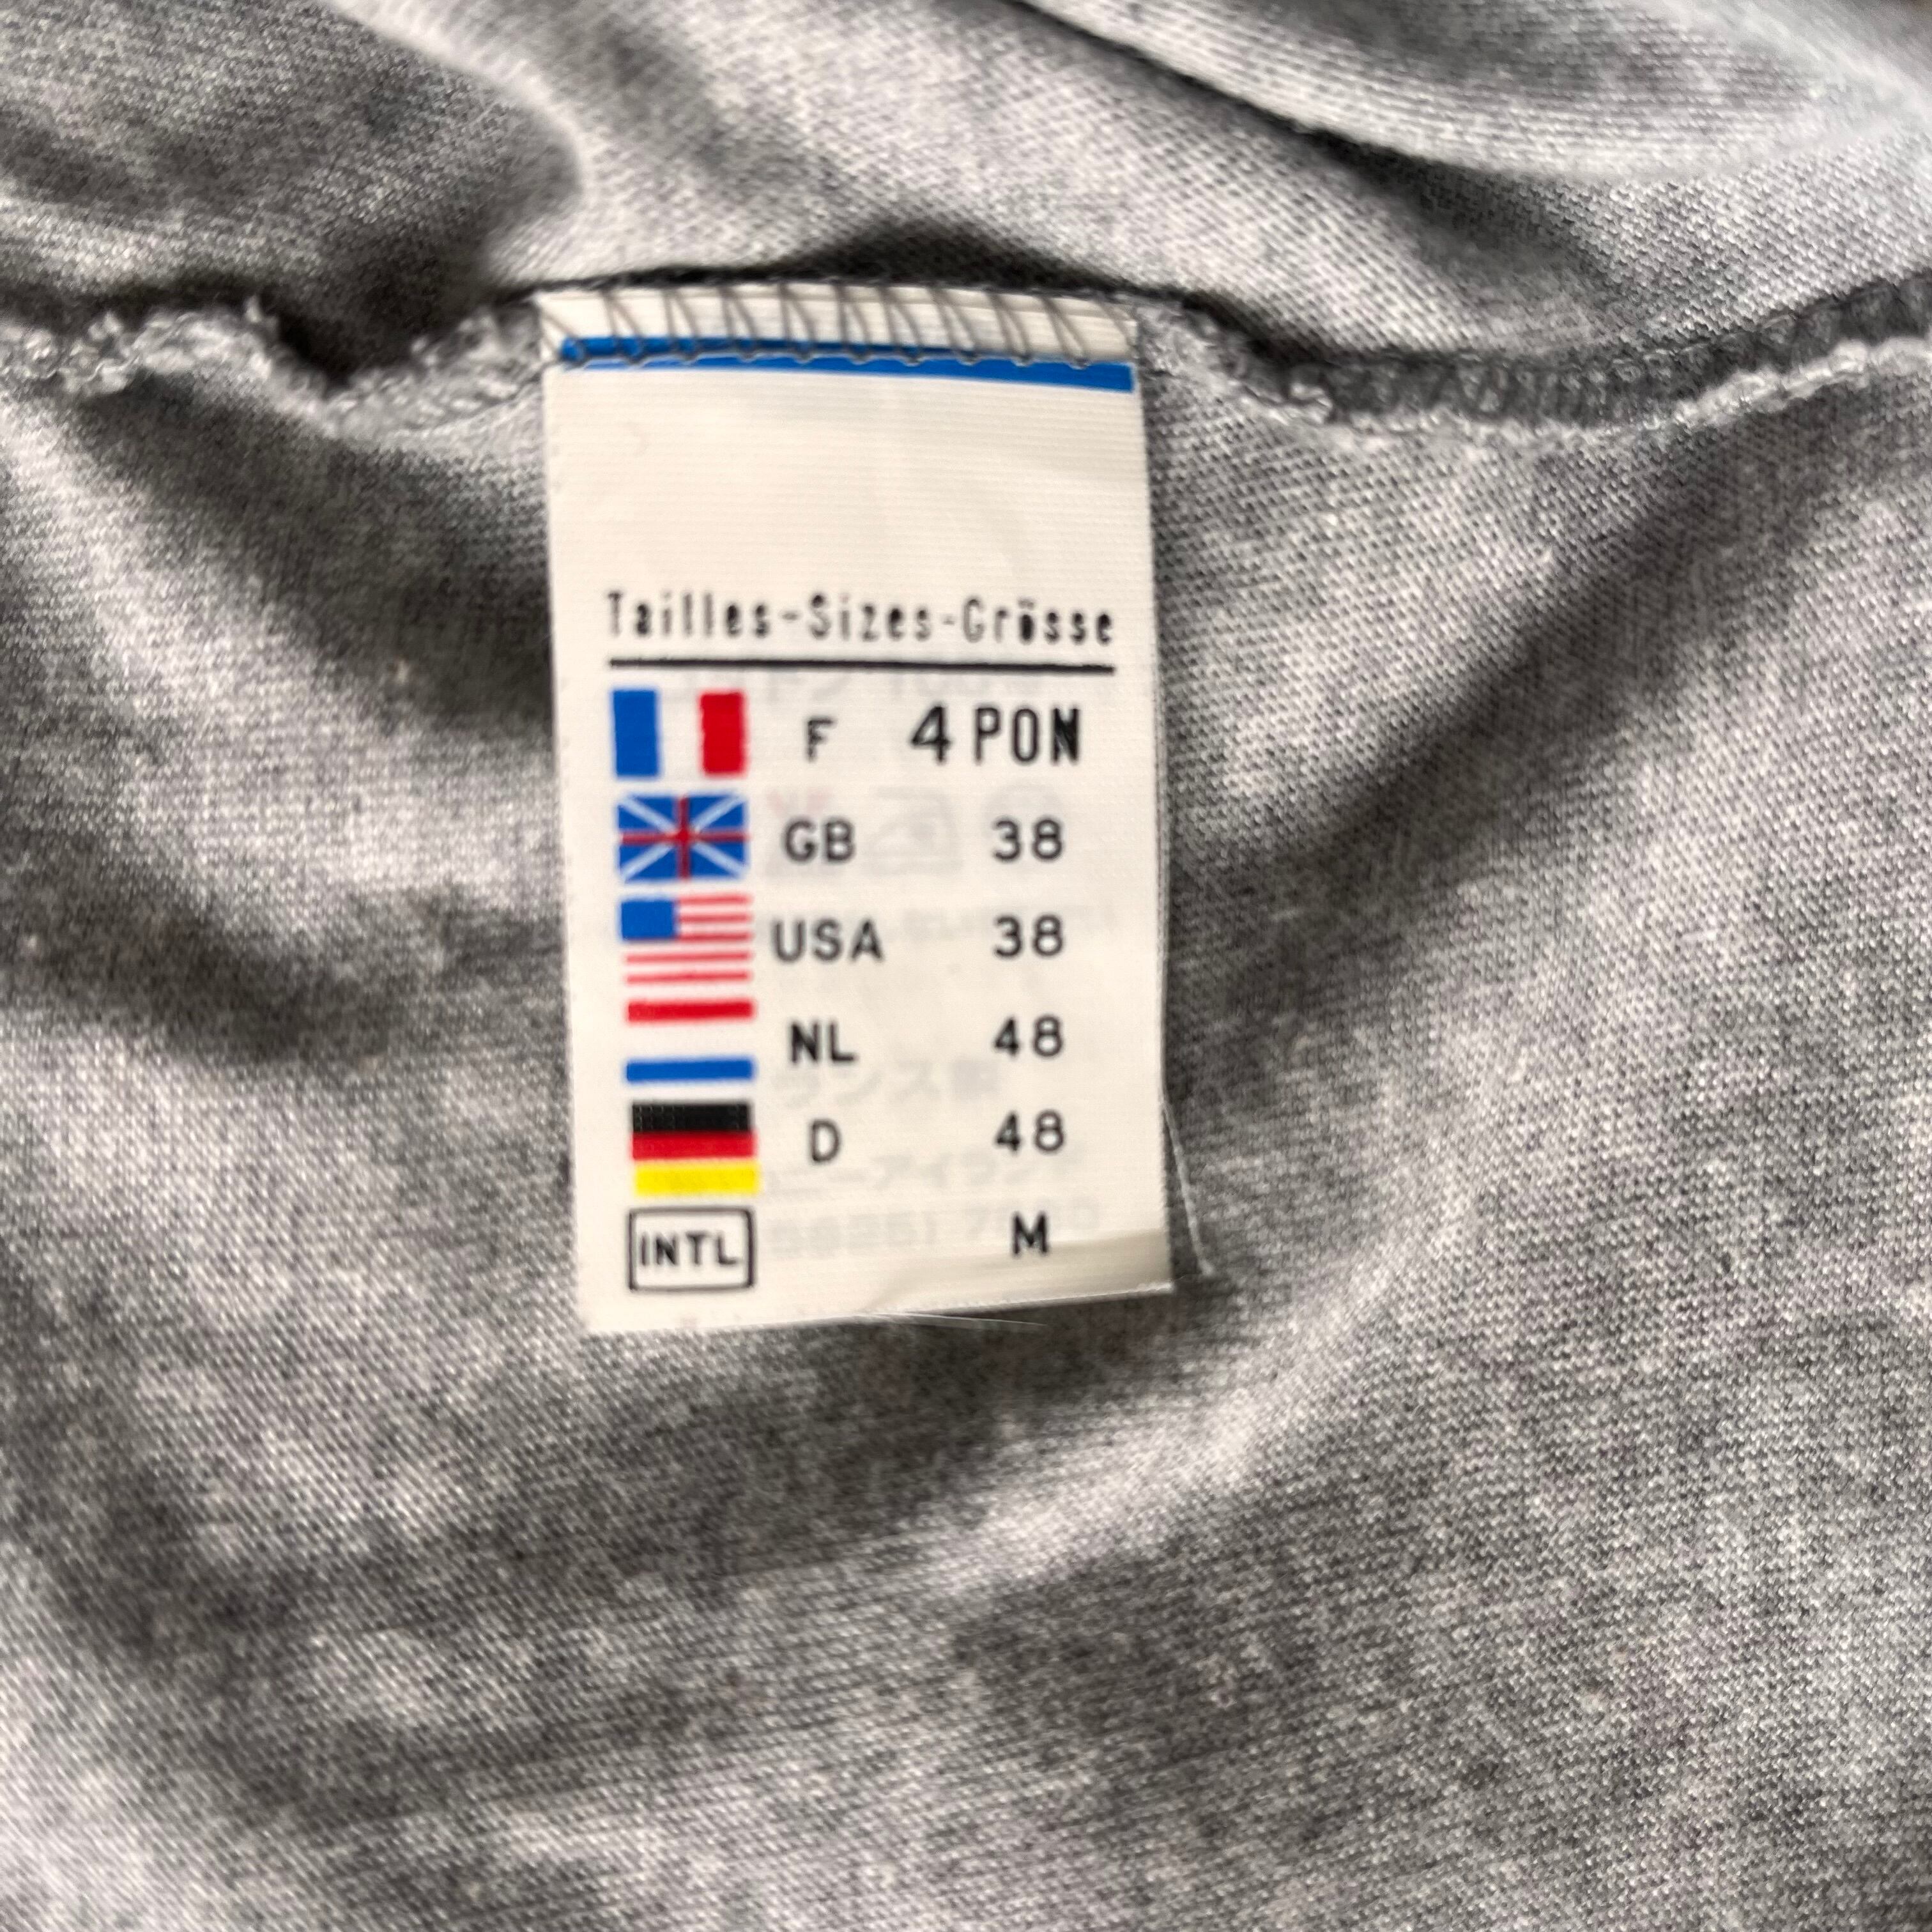 Tailles-Sizes-Grösse
F 4 PON
GB 38
USA 38
NL 48
D 48
INTL M